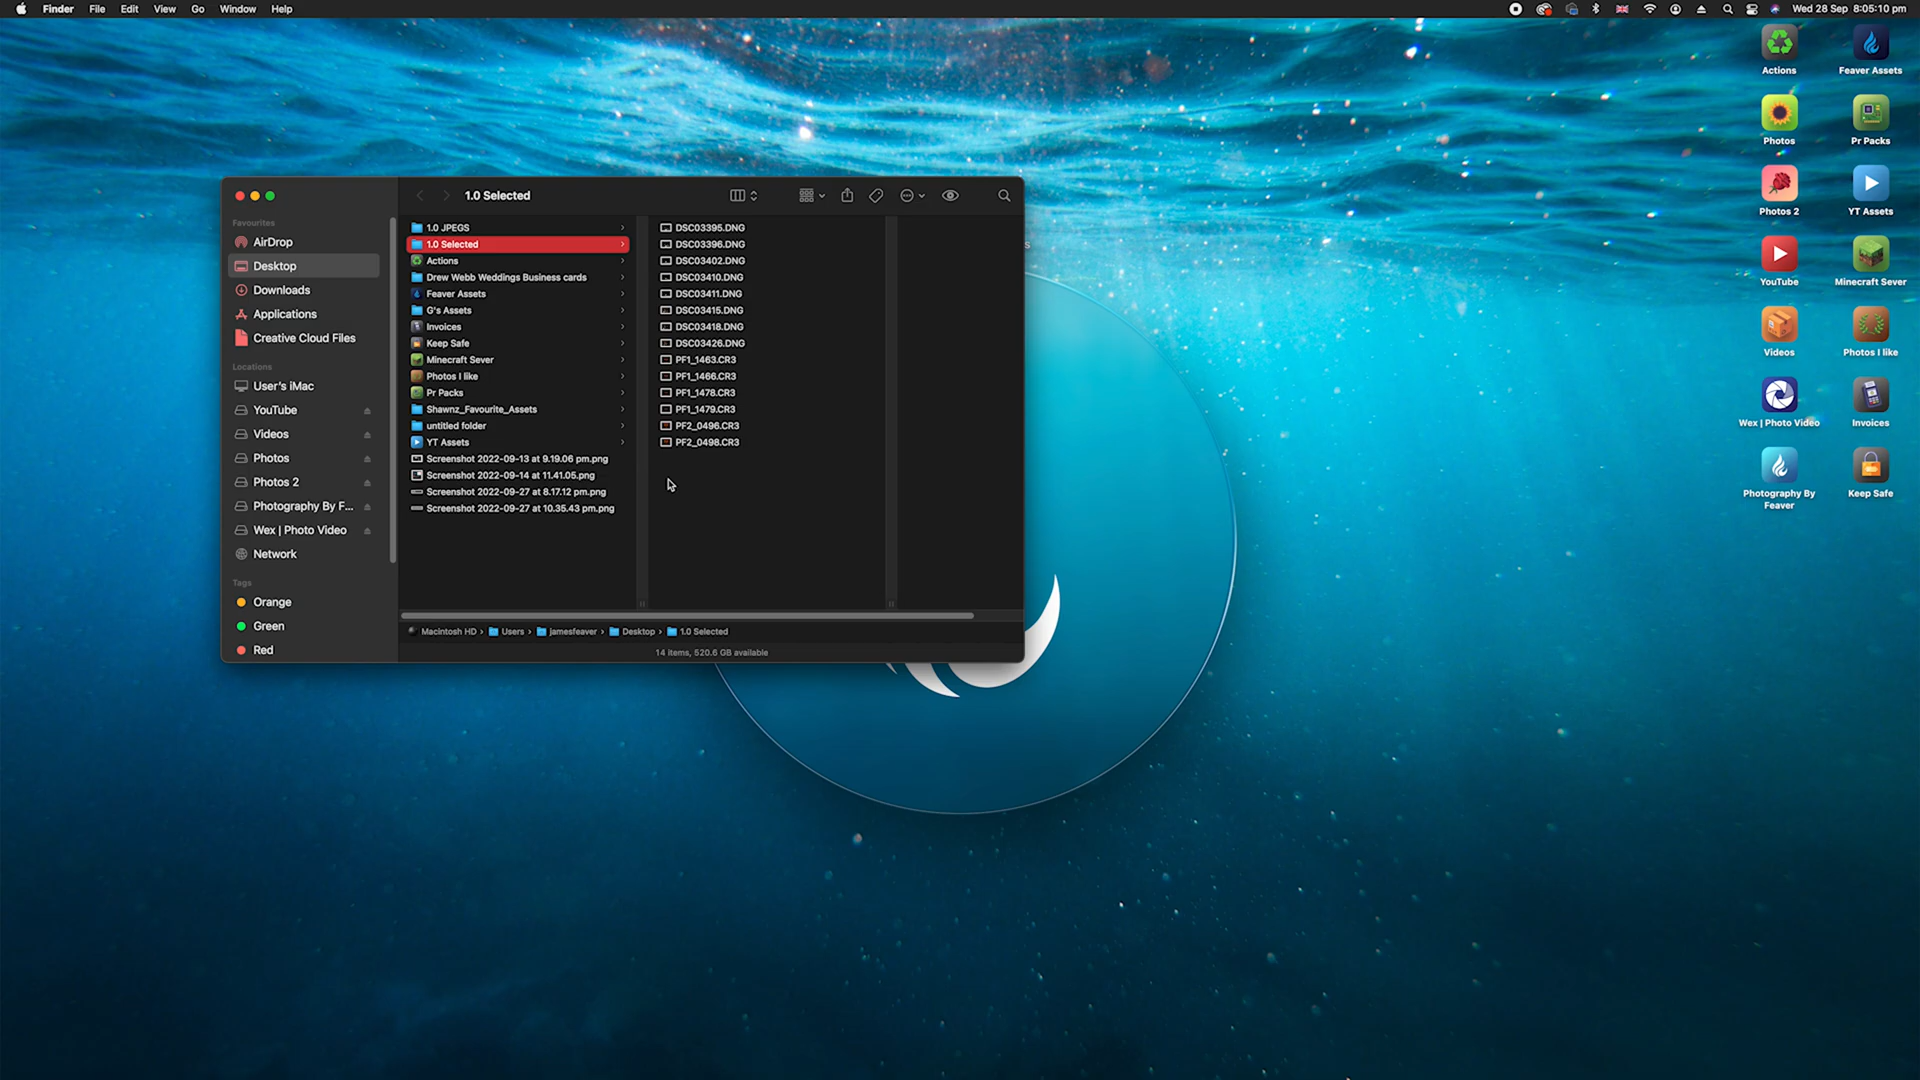 Finder File Edit View Go Window Help
Wed 28 Sep 8:05:10 pm
Actions
Feaver Assets
Photos
Pr Packs
Photos 2
YT Assets
YouTube
Minecraft Sever
Videos
Photos I like
Wex | Photo Video
Invoices
Photography By
Feaver
Keep Safe
1.0 Selected
Favourites
AirDrop
Desktop
Downloads
Applications
Creative Cloud Files
Locations
User's iMac
YouTube
Videos
Photos
Photos 2
Photography By F...
Wex | Photo Video
Network
Tags
Orange
Green
Red
1.0 JPEGS
1.0 Selected
Actions
Drew Webb Weddings Business cards
Feaver Assets
G's Assets
Invoices
Keep Safe
Minecraft Sever
Photos I like
Pr Packs
Shawnz_Favourite_Assets
untitled folder
YT Assets
Screenshot 2022-09-13 at 9.19.06 pm.png
Screenshot 2022-09-14 at 11.41.05.png
Screenshot 2022-09-27 at 8.17.12 pm.png
Screenshot 2022-09-27 at 10.35.43 pm.png
DSC03395.DNG
DSC03396.DNG
DSC03402.DNG
DSC03410.DNG
DSC03411.DNG
DSC03415.DNG
DSC03418.DNG
DSC03426.DNG
PF1_1463.CR3
PF1_1466.CR3
PF1_1478.CR3
PF1_1479.CR3
PF2_0496.CR3
PF2_0498.CR3
Macintosh HD › Users › jamesfeaver › Desktop › 1.0 Selected
14 items, 520.6 GB available